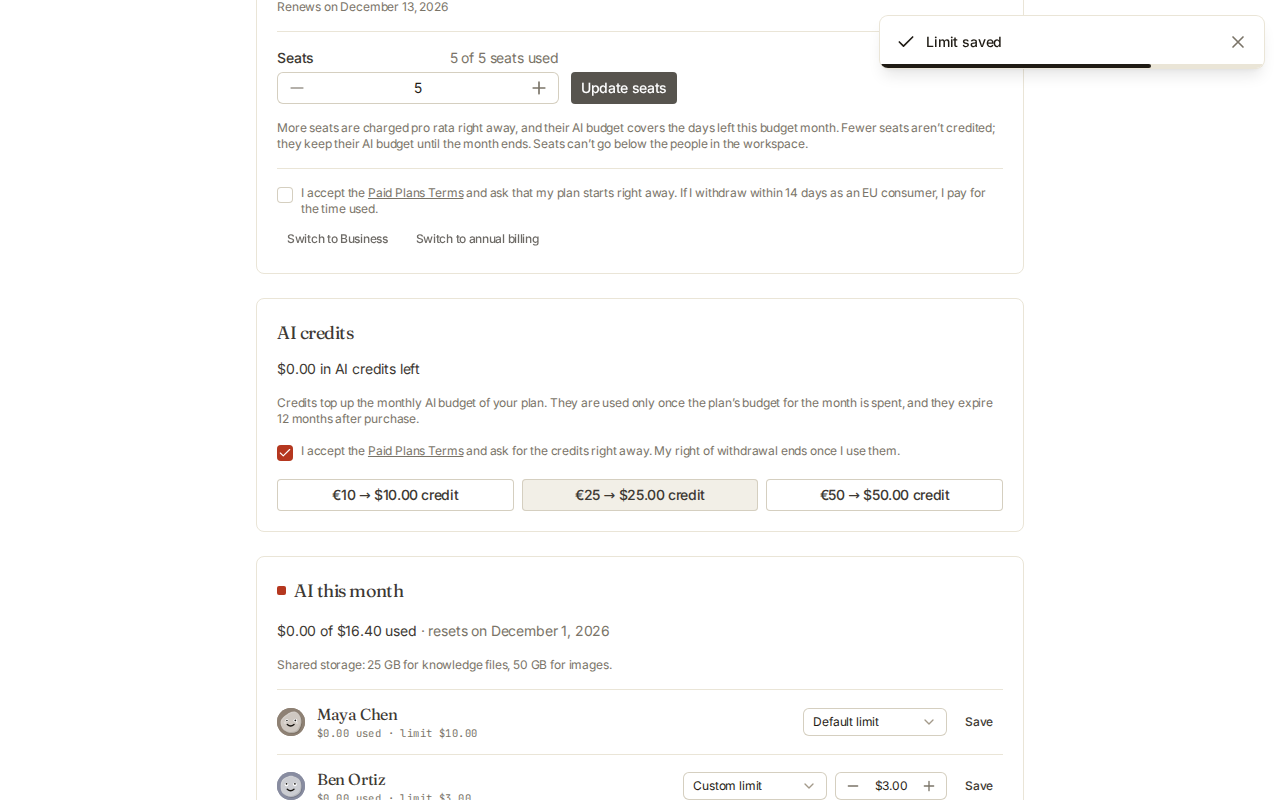 Renews on December 13, 2026
Limit saved
Seats
5 of 5 seats used
5
Update seats
More seats are charged pro rata right away, and their AI budget covers the days left this budget month. Fewer seats aren't credited;
they keep their AI budget until the month ends. Seats can't go below the people in the workspace.
I accept the Paid Plans Terms and ask that my plan starts right away. If I withdraw within 14 days as an EU consumer, I pay for
the time used.
Switch to Business
Switch to annual billing
AI credits
$0.00 in AI credits left
Credits top up the monthly AI budget of your plan. They are used only once the plan's budget for the month is spent, and they expire
12 months after purchase.
I accept the Paid Plans Terms and ask for the credits right away. My right of withdrawal ends once I use them.
€10 → $10.00 credit
€25 → $25.00 credit
€50 → $50.00 credit
AI this month
$0.00 of $16.40 used · resets on December 1, 2026
Shared storage: 25 GB for knowledge files, 50 GB for images.
Maya Chen
$0.00 used · limit $10.00
Default limit
Save
Ben Ortiz
$0.00 used · limit $3.00
Custom limit
$3.00
Save